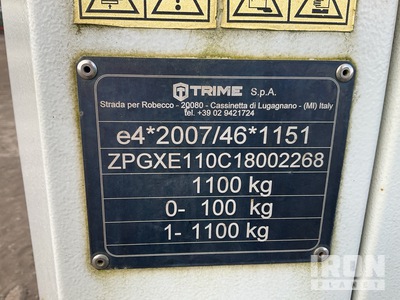 TRIME S.p.A.
Strada per Robecco - 20080 - Cassinetta di Lugagnano - (MI) Italy
tel. +39 02 9421724
e4*2007/46*1151
ZPGXE110C18002268
1100 kg
0- 100 kg
1- 1100 kg
IRON
PLANET